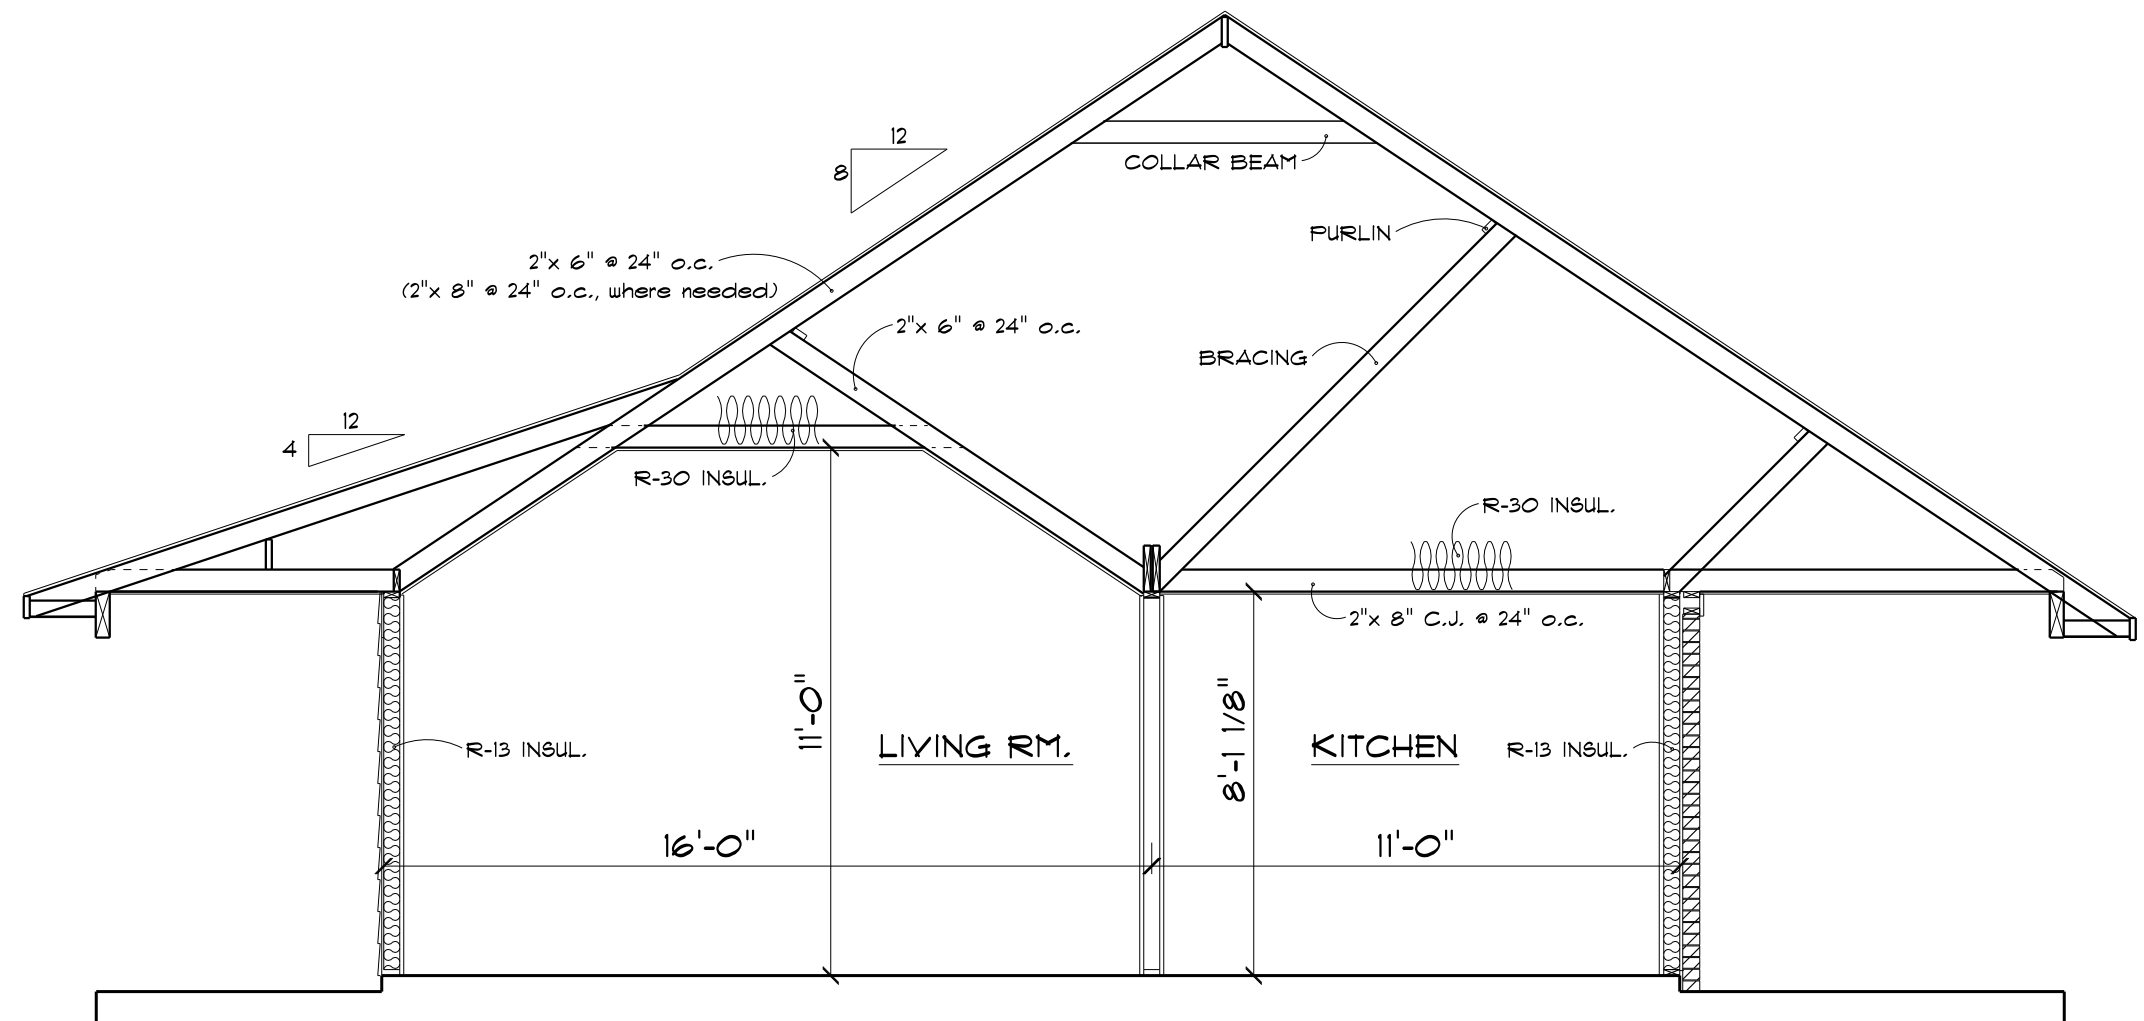 12
8
COLLAR BEAM
PURLIN
2"x 6" @ 24" o.c.
(2"x 8" @ 24" o.c., where needed)
2"x 6" @ 24" o.c.
BRACING
12
4
R-30 INSUL.
R-30 INSUL.
2"x 8" C.J. @ 24" o.c.
11'-0"
8'-1 1/8"
LIVING RM.
KITCHEN
R-13 INSUL.
R-13 INSUL.
16'-0"
11'-0"